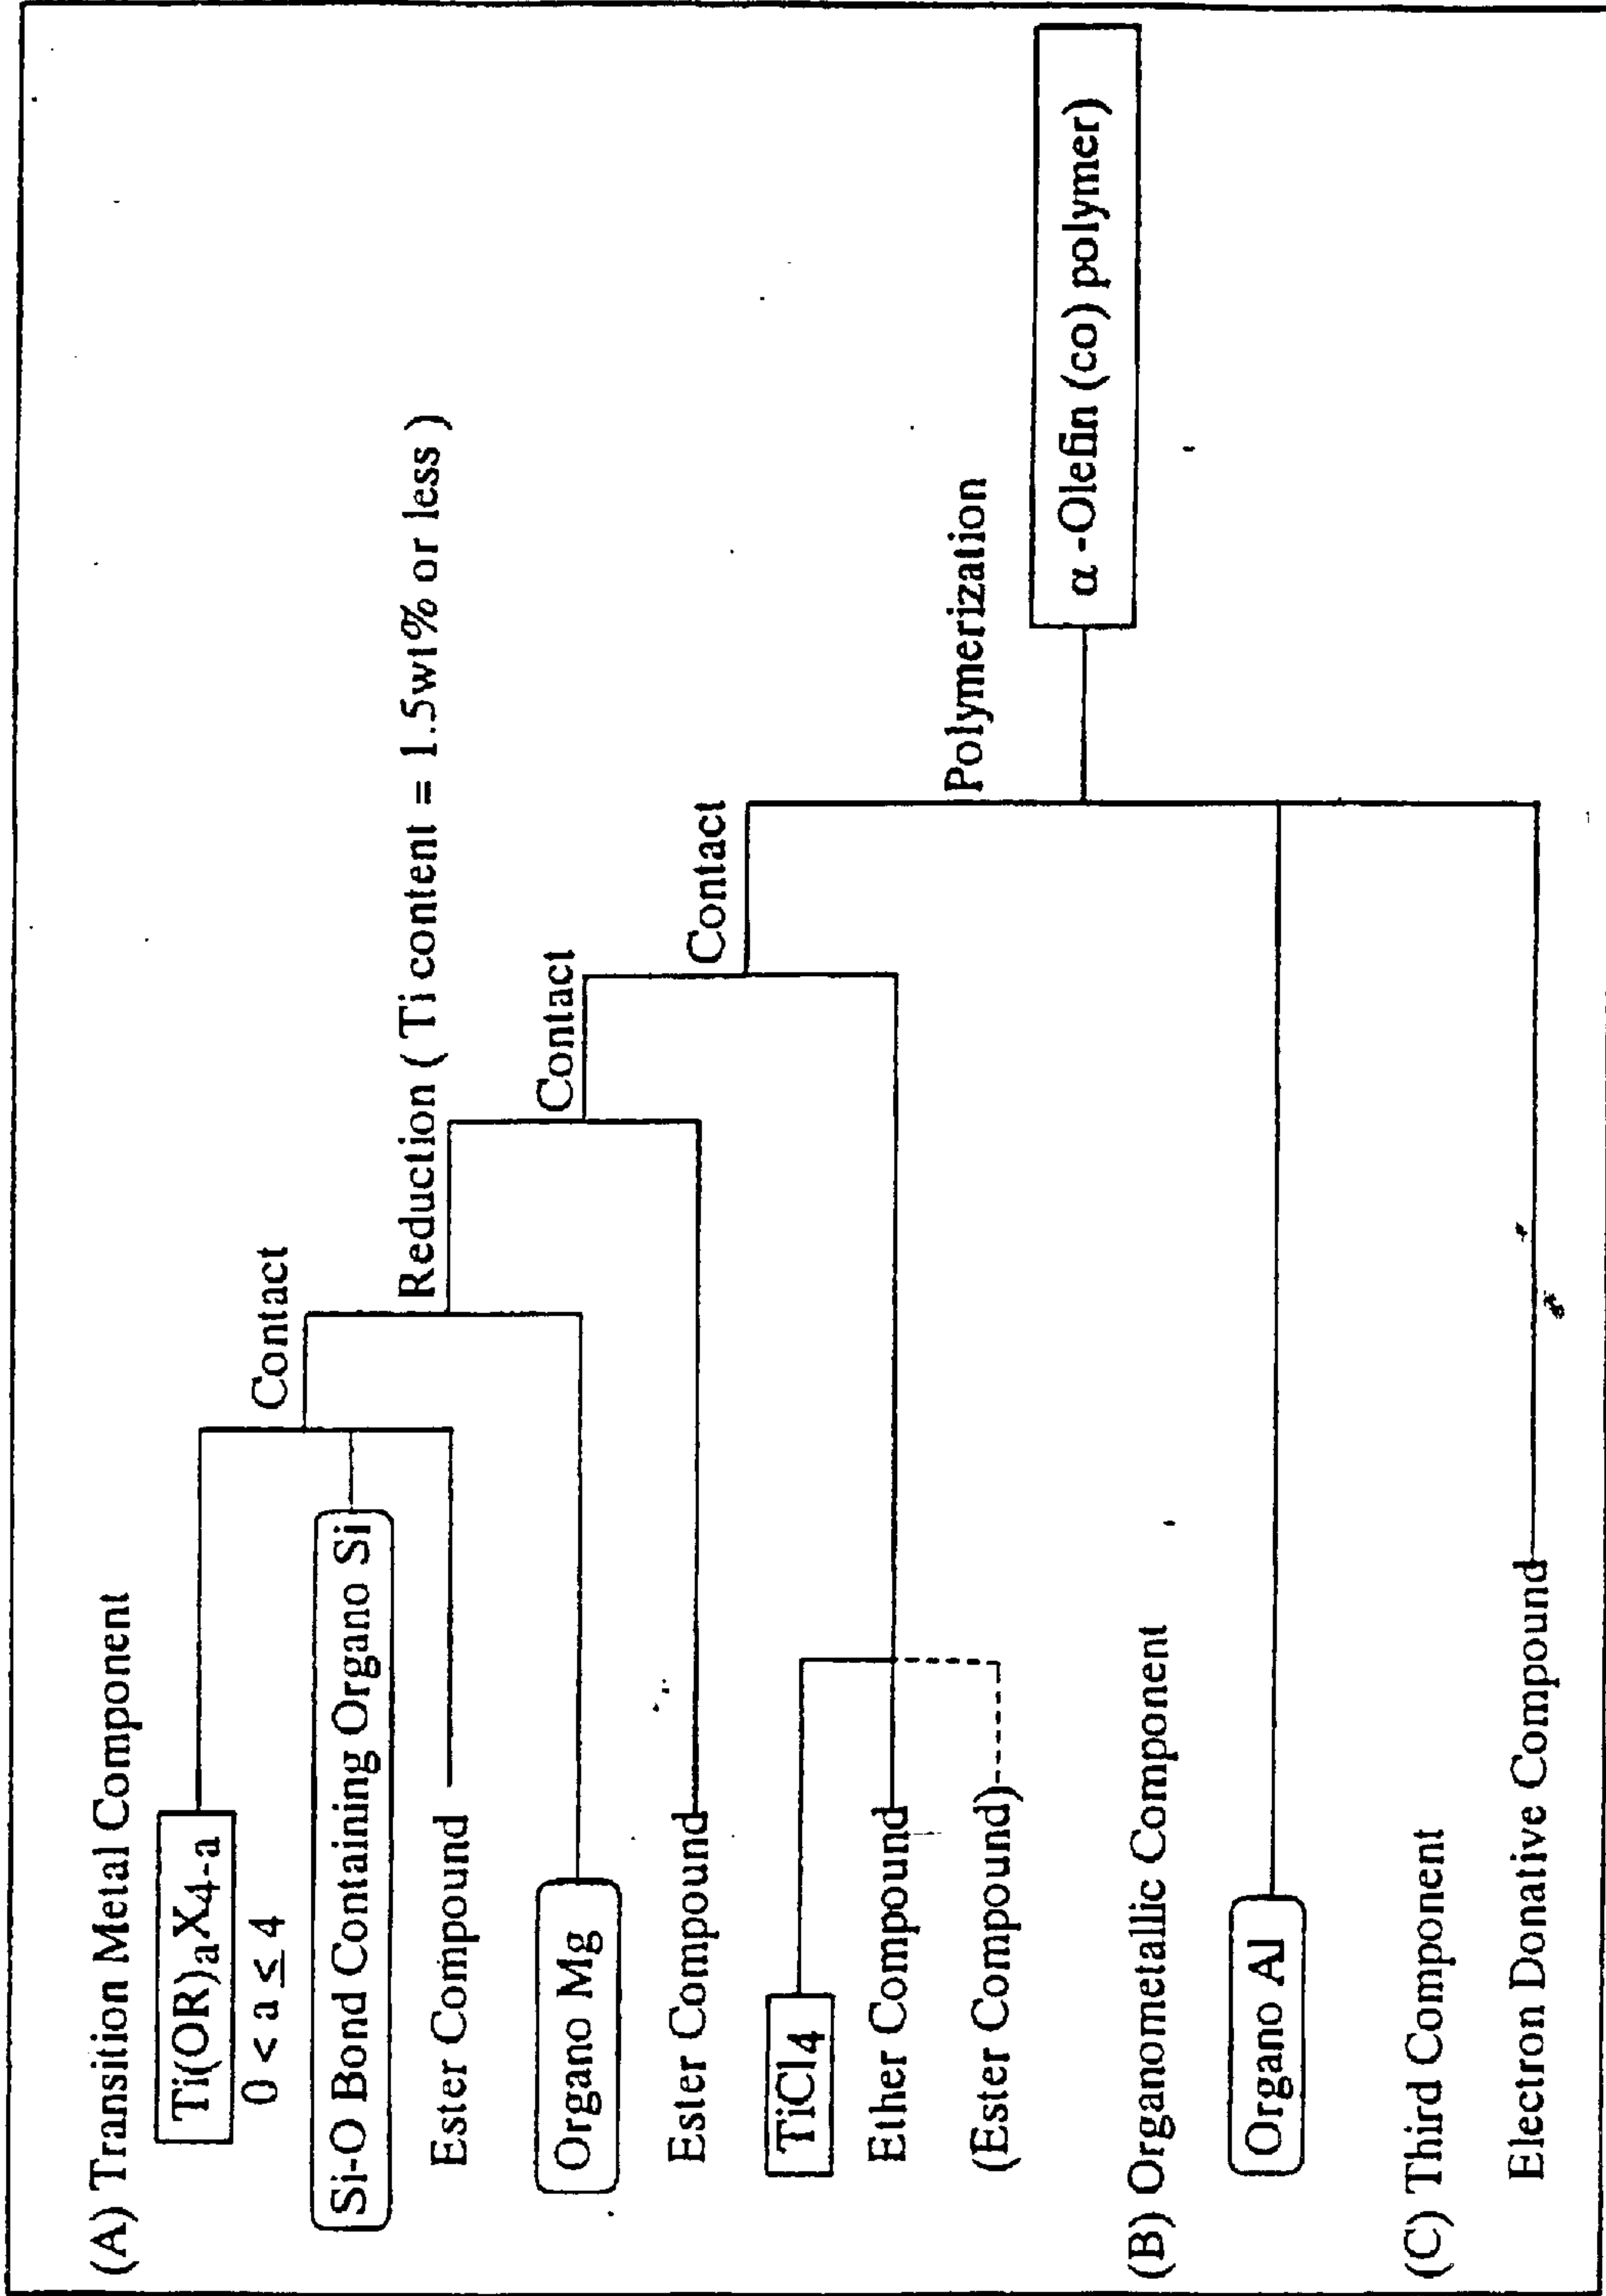 (A) Transition Metal Component
Ti(OR)aX4-a
0 < a ≤ 4
Contact
Si-O Bond Containing Organo Si
Ester Compound
Reduction ( Ti content = 1.5wt% or less )
Organo Mg
Contact
Ester Compound
Contact
TiCl4
Ether Compound
(Ester Compound)
Polymerization
α -Olefin (co) polymer
(B) Organometallic Component
Organo Al
(C) Third Component
Electron Donative Compound